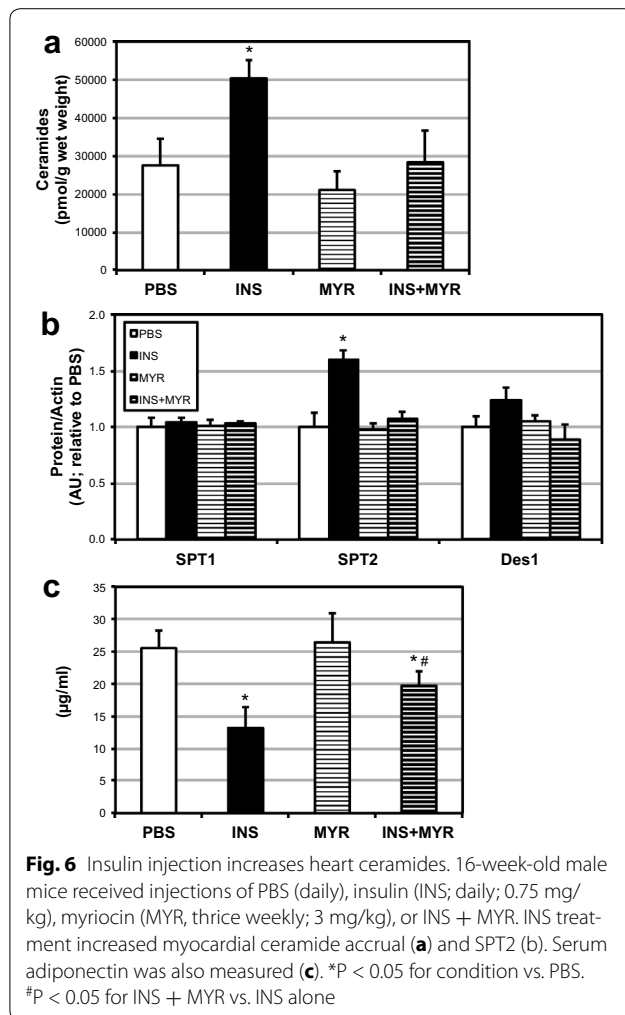 a
Ceramides
(pmol/g wet weight)
60000
50000
40000
30000
20000
10000
0
*
PBS INS MYR INS+MYR
b
Protein/Actin
(AU; relative to PBS)
2.0
1.5
1.0
0.5
0.0
PBS
INS
MYR
INS+MYR
*
SPT1 SPT2 Des1
c
(µg/ml)
35
30
25
20
15
10
5
0
*
*#
PBS INS MYR INS+MYR
Fig. 6 Insulin injection increases heart ceramides. 16-week-old male
mice received injections of PBS (daily), insulin (INS; daily; 0.75 mg/
kg), myriocin (MYR, thrice weekly; 3 mg/kg), or INS + MYR. INS treat-
ment increased myocardial ceramide accrual (a) and SPT2 (b). Serum
adiponectin was also measured (c). *P < 0.05 for condition vs. PBS.
#P < 0.05 for INS + MYR vs. INS alone